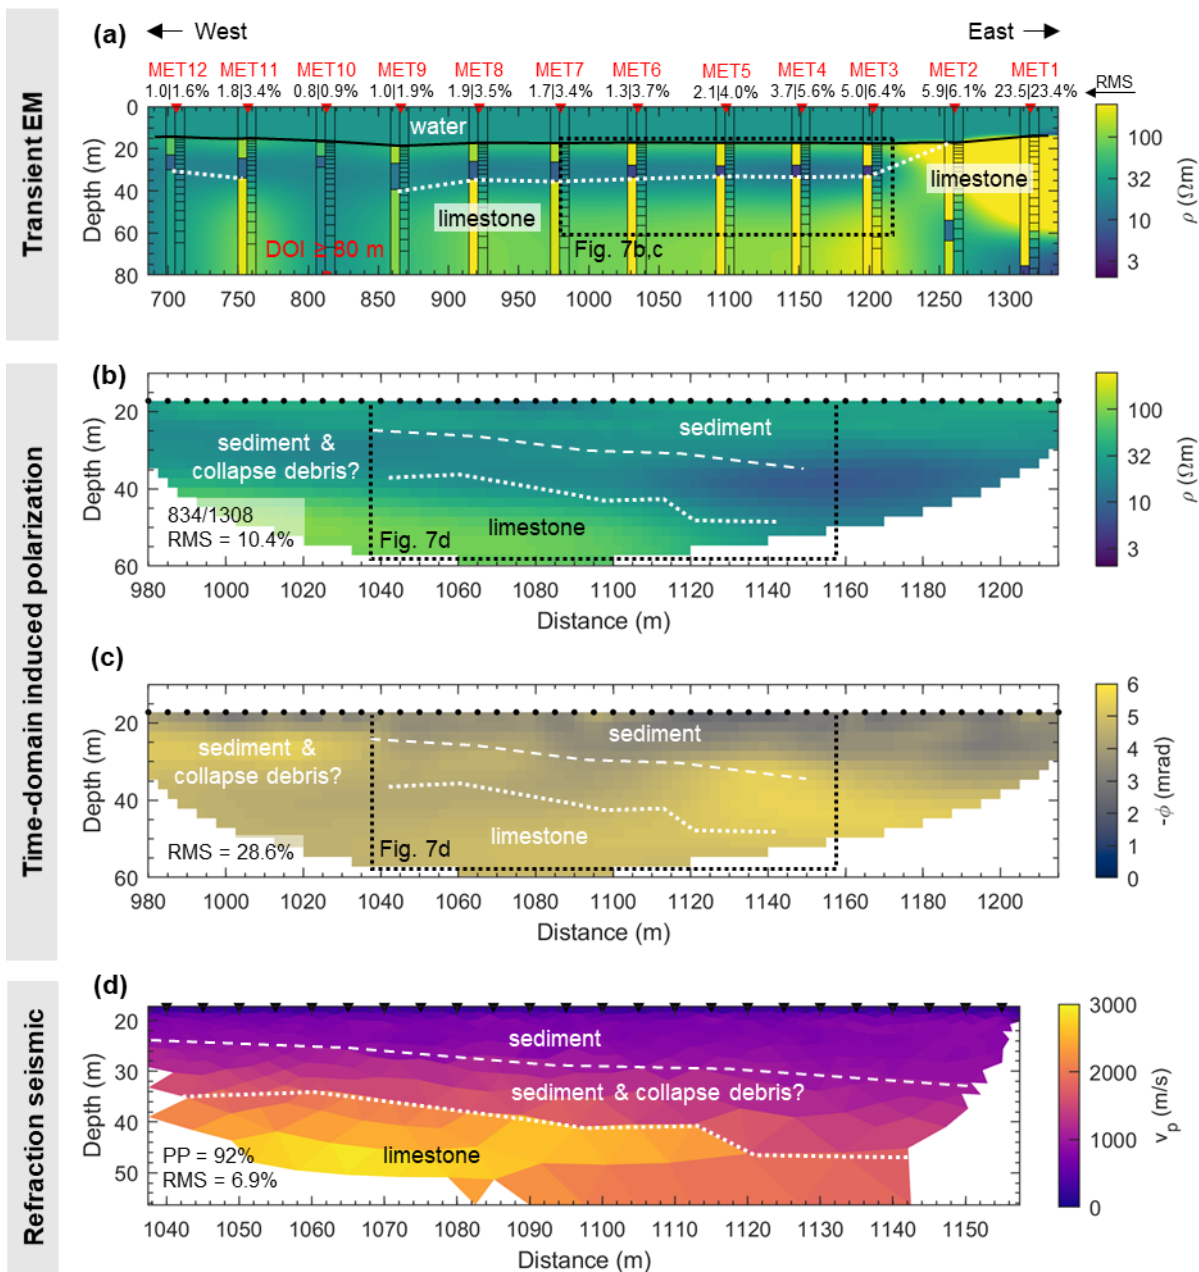 Transient EM
(a)
West
East
MET12 MET11 MET10 MET9 MET8 MET7 MET6 MET5 MET4 MET3 MET2 MET1
1.0|1.6% 1.8|3.4% 0.8|0.9% 1.0|1.9% 1.9|3.5% 1.7|3.4% 1.3|3.7% 2.1|4.0% 3.7|5.6% 5.0|6.4% 5.9|6.1% 23.5|23.4%
RMS
0
20
40
60
80
Depth (m)
water
limestone
limestone
DOI ≥ 80 m
Fig. 7b,c
700 750 800 850 900 950 1000 1050 1100 1150 1200 1250 1300
100
32
10
3
ρ (Ωm)
Time-domain induced polarization
(b)
20
40
60
Depth (m)
sediment &
collapse debris?
sediment
limestone
834/1308
RMS = 10.4%
Fig. 7d
980 1000 1020 1040 1060 1080 1100 1120 1140 1160 1180 1200
Distance (m)
100
32
10
3
ρ (Ωm)
(c)
20
40
60
Depth (m)
sediment &
collapse debris?
sediment
limestone
RMS = 28.6%
Fig. 7d
980 1000 1020 1040 1060 1080 1100 1120 1140 1160 1180 1200
Distance (m)
6
5
4
3
2
1
0
-ϕ (mrad)
Refraction seismic
(d)
20
30
40
50
Depth (m)
sediment
sediment & collapse debris?
limestone
PP = 92%
RMS = 6.9%
1040 1050 1060 1070 1080 1090 1100 1110 1120 1130 1140 1150
Distance (m)
3000
2000
1000
0
vp (m/s)